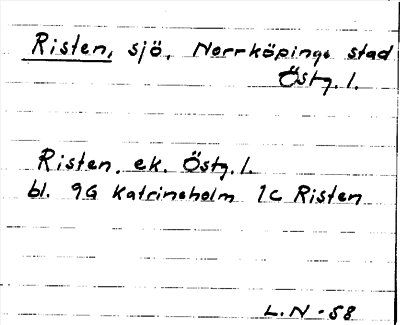 Risten, sjö, Norrköpings stad
Östg. l.
Risten, ek. Östg. l.
bl. 9G Katrineholm 1c Risten
L.N-58